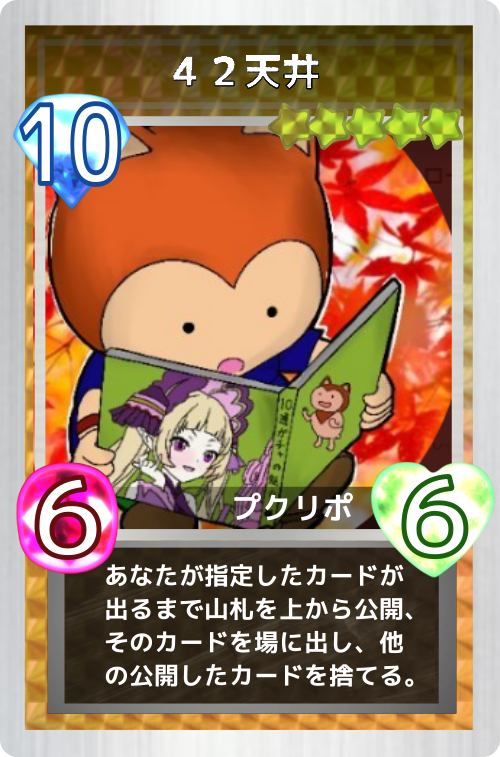 ４２天井
10
プクリポ
6
6
あなたが指定したカードが
出るまで山札を上から公開、
そのカードを場に出し、他
の公開したカードを捨てる。